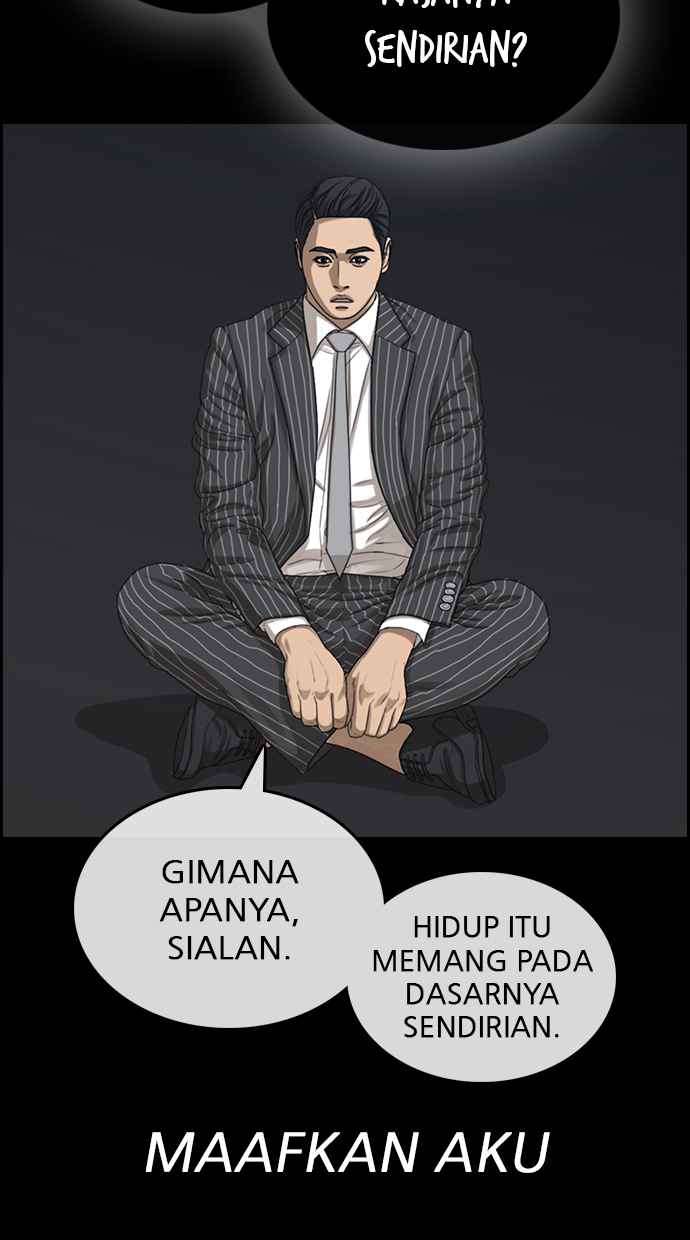 SENDIRIAN?
GIMANA
APANYA,
SIALAN.
HIDUP ITU
MEMANG PADA
DASARNYA
SENDIRIAN.
MAAFKAN AKU